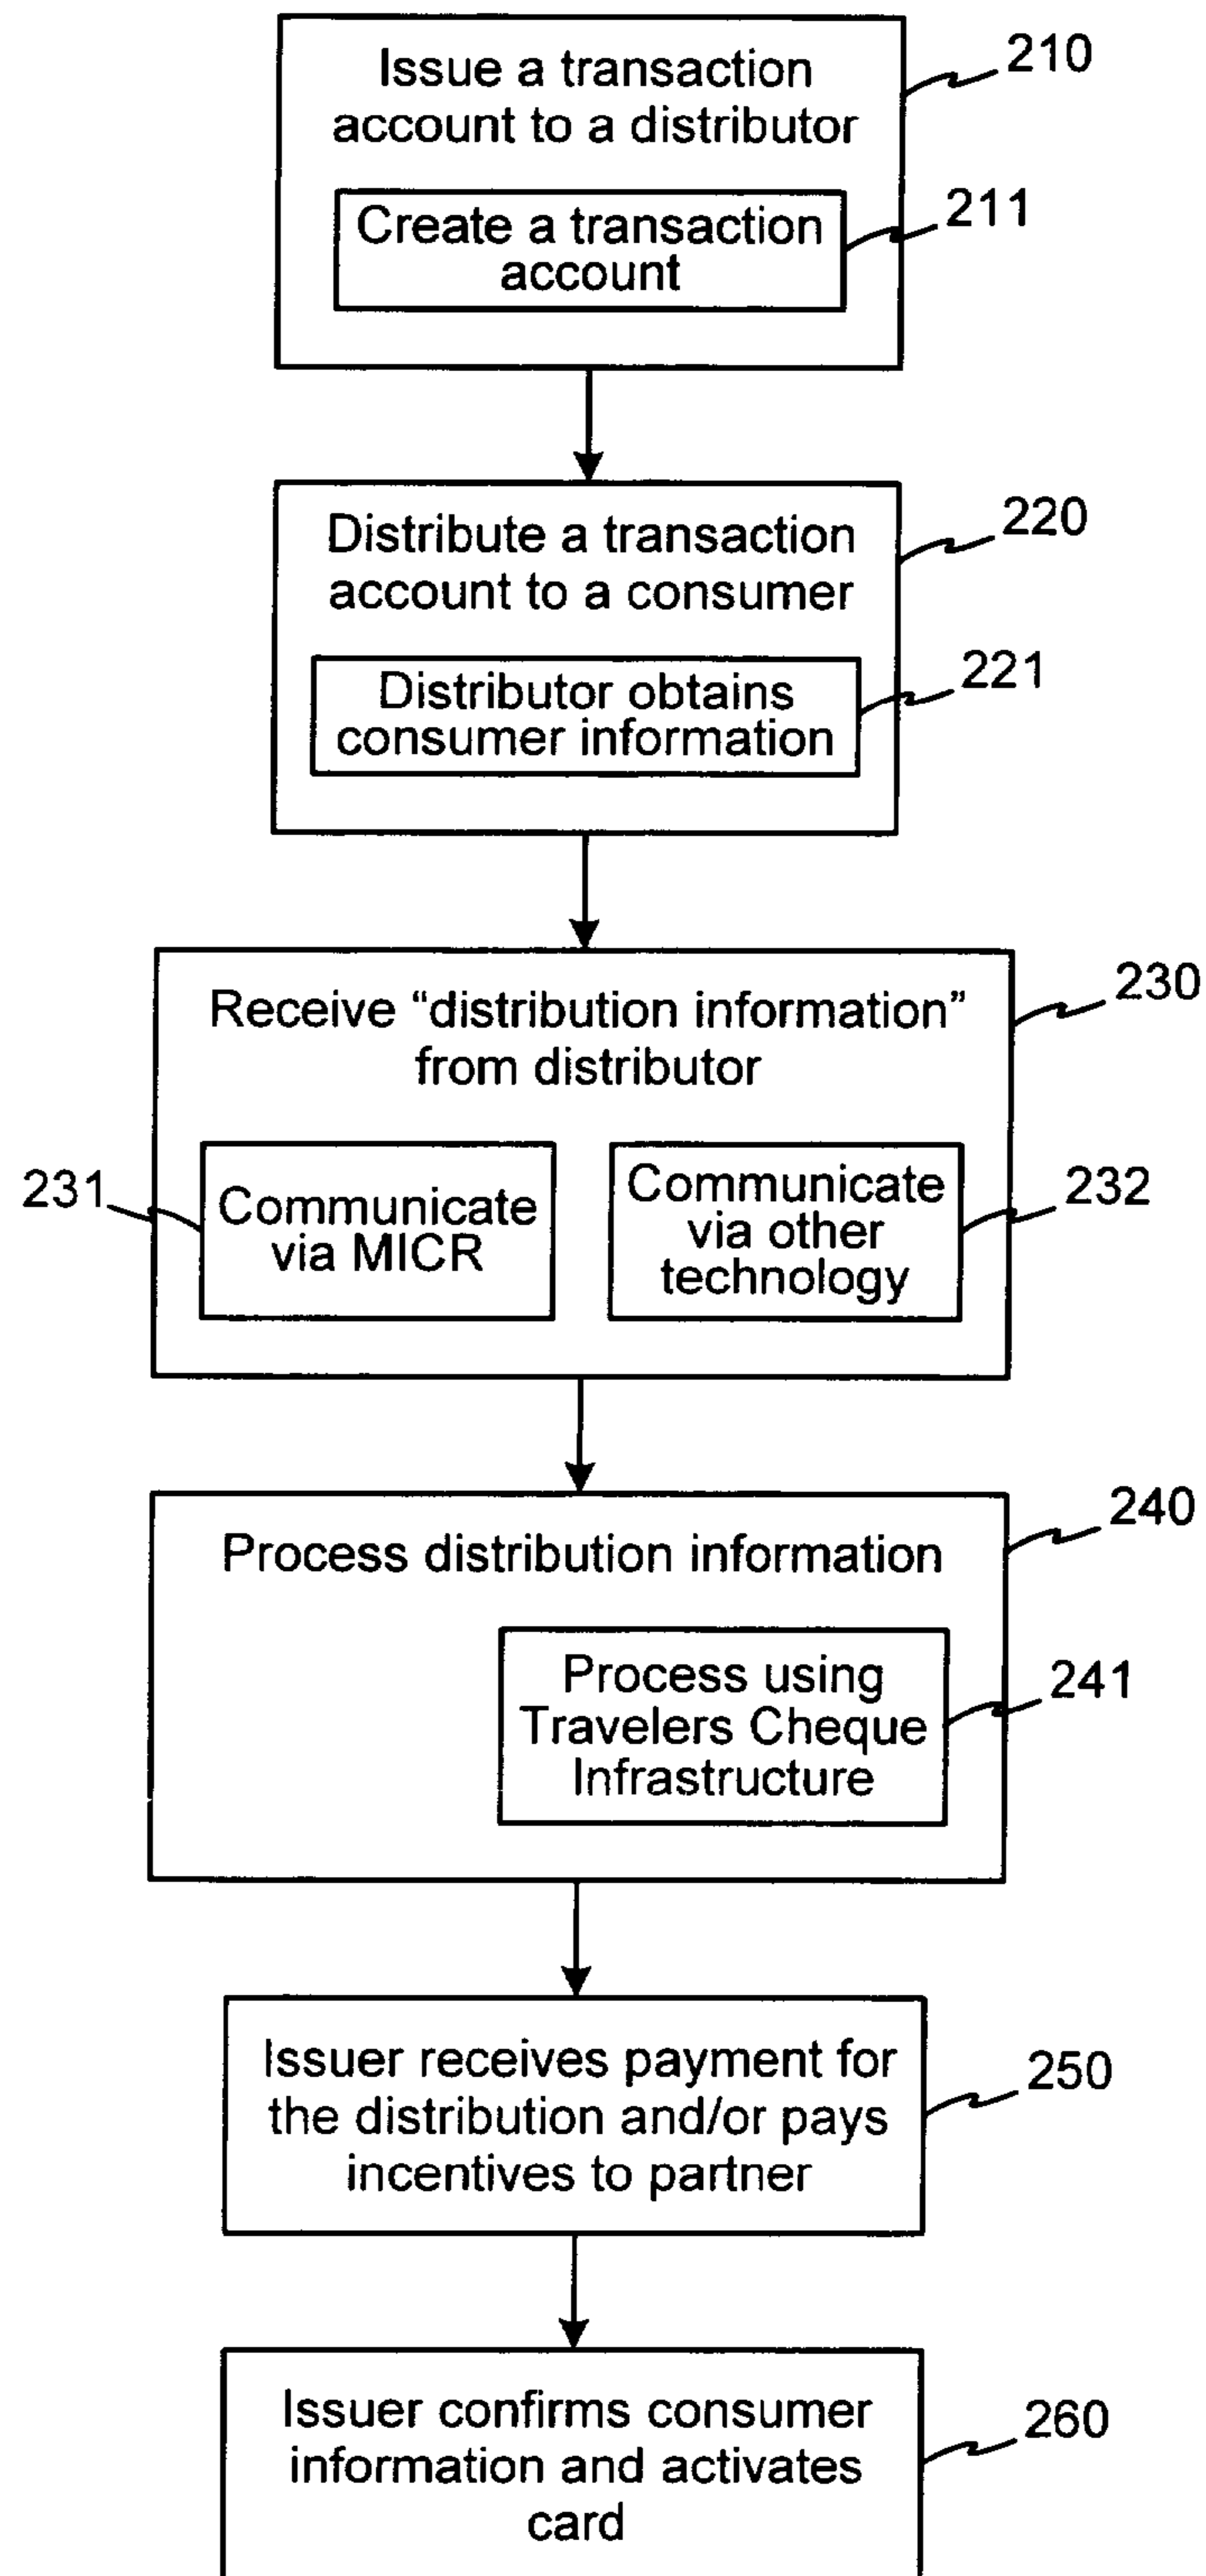 Issue a transaction
account to a distributor
210
Create a transaction
account
211
Distribute a transaction
account to a consumer
220
Distributor obtains
consumer information
221
Receive “distribution information”
from distributor
230
231
Communicate
via MICR
Communicate
via other
technology
232
Process distribution information
240
Process using
Travelers Cheque
Infrastructure
241
Issuer receives payment for
the distribution and/or pays
incentives to partner
250
Issuer confirms consumer
information and activates
card
260